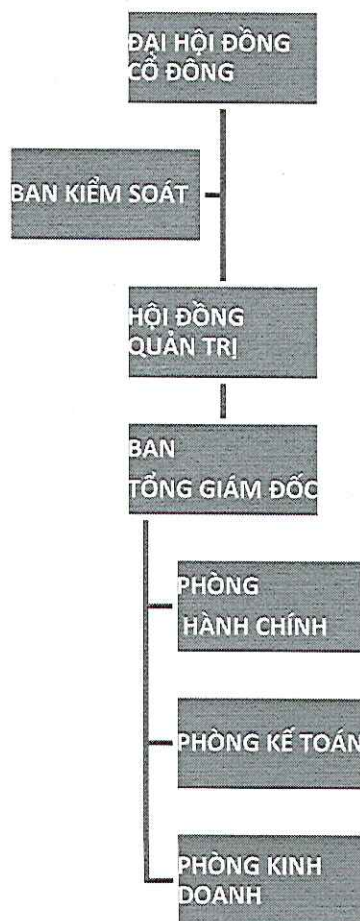 ĐẠI HỘI ĐỒNG
CỔ ĐÔNG
BAN KIỂM SOÁT
HỘI ĐỒNG
QUẢN TRỊ
BAN
TỔNG GIÁM ĐỐC
PHÒNG
HÀNH CHÍNH
PHÒNG KẾ TOÁN
PHÒNG KINH
DOANH